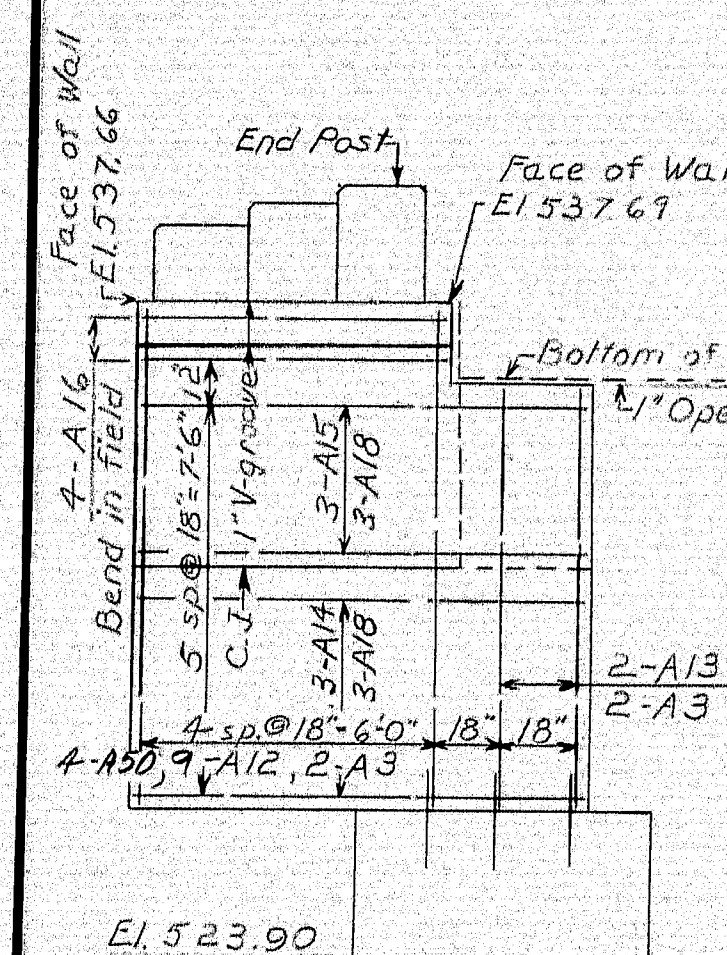 Face of Wall
El. 537.66
End Post
Face of Wal
El 537.69
Bottom of
1" Ope
4-A16
Bend in field
12"
5 sp.@ 18"=7'-6"
1" V-groove
3-A15
3-A18
C.J.
3-A14
3-A18
2-A13
2-A3
4-sp.@18"-6'-0"
18"
18"
4-A50, 9-A12, 2-A3
El. 523.90